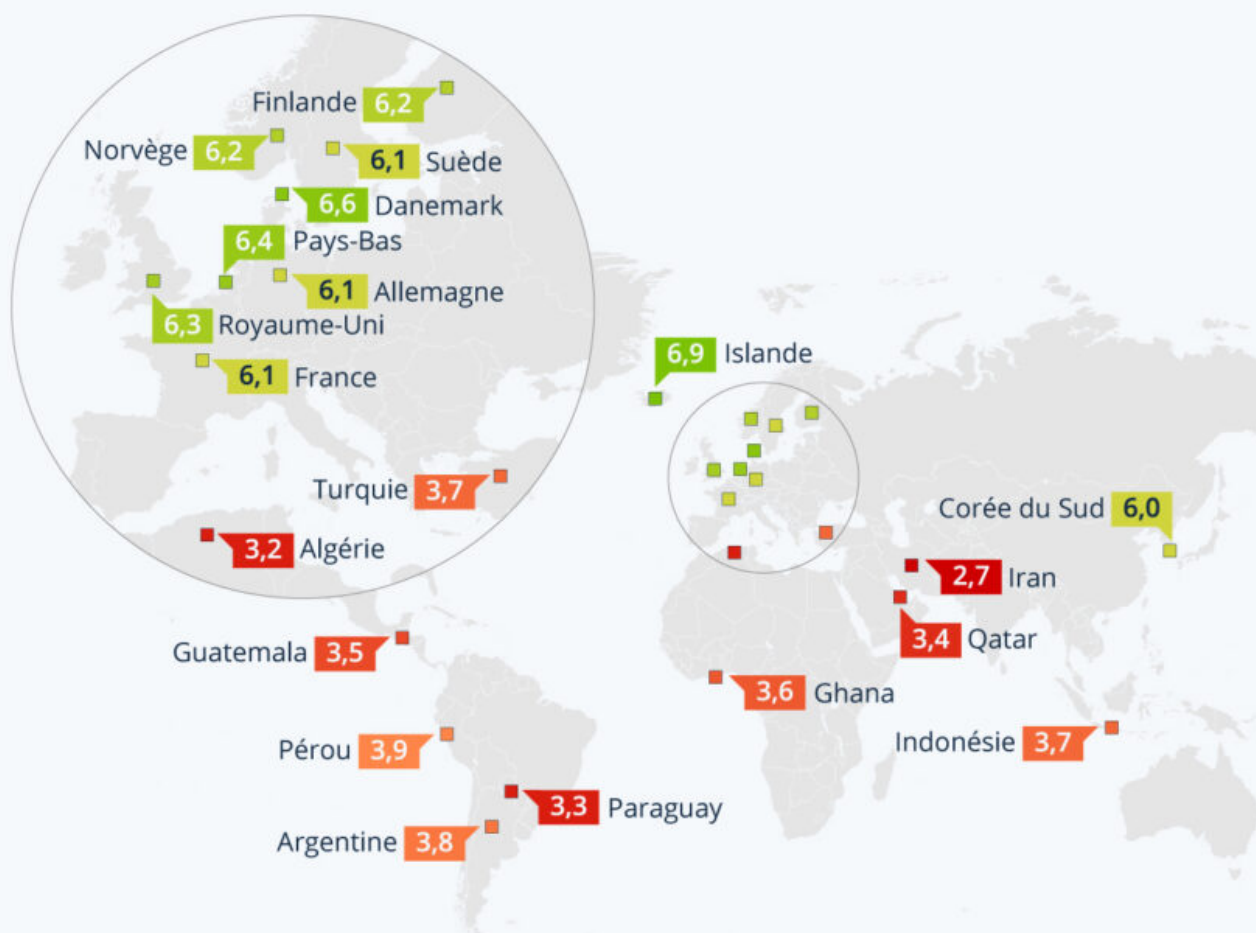 Finlande 6,2
Norvège 6,2
6,1 Suède
6,6 Danemark
6,4 Pays-Bas
6,1 Allemagne
6,3 Royaume-Uni
6,9 Islande
6,1 France
Turquie 3,7
Corée du Sud 6,0
3,2 Algérie
2,7 Iran
3,4 Qatar
Guatemala 3,5
3,6 Ghana
Indonésie 3,7
Pérou 3,9
3,3 Paraguay
Argentine 3,8